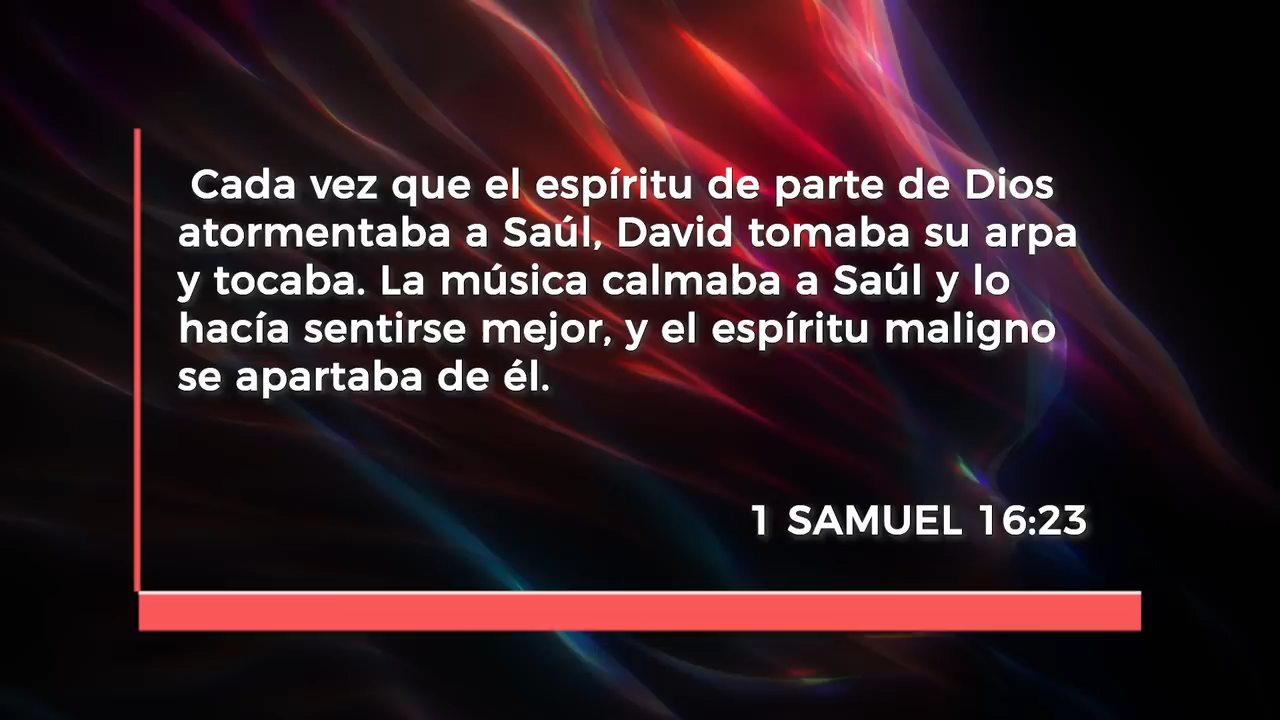 Cada vez que el espíritu de parte de Dios
atormentaba a Saúl, David tomaba su arpa
y tocaba. La música calmaba a Saúl y lo
hacía sentirse mejor, y el espíritu maligno
se apartaba de él.
1 SAMUEL 16:23